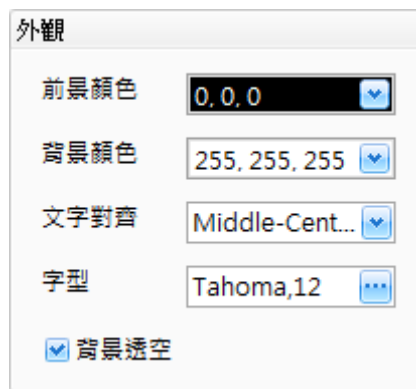 外觀
前景顏色 0, 0, 0
背景顏色 255, 255, 255
文字對齊 Middle-Cent...
字型 Tahoma,12 ...
背景透空